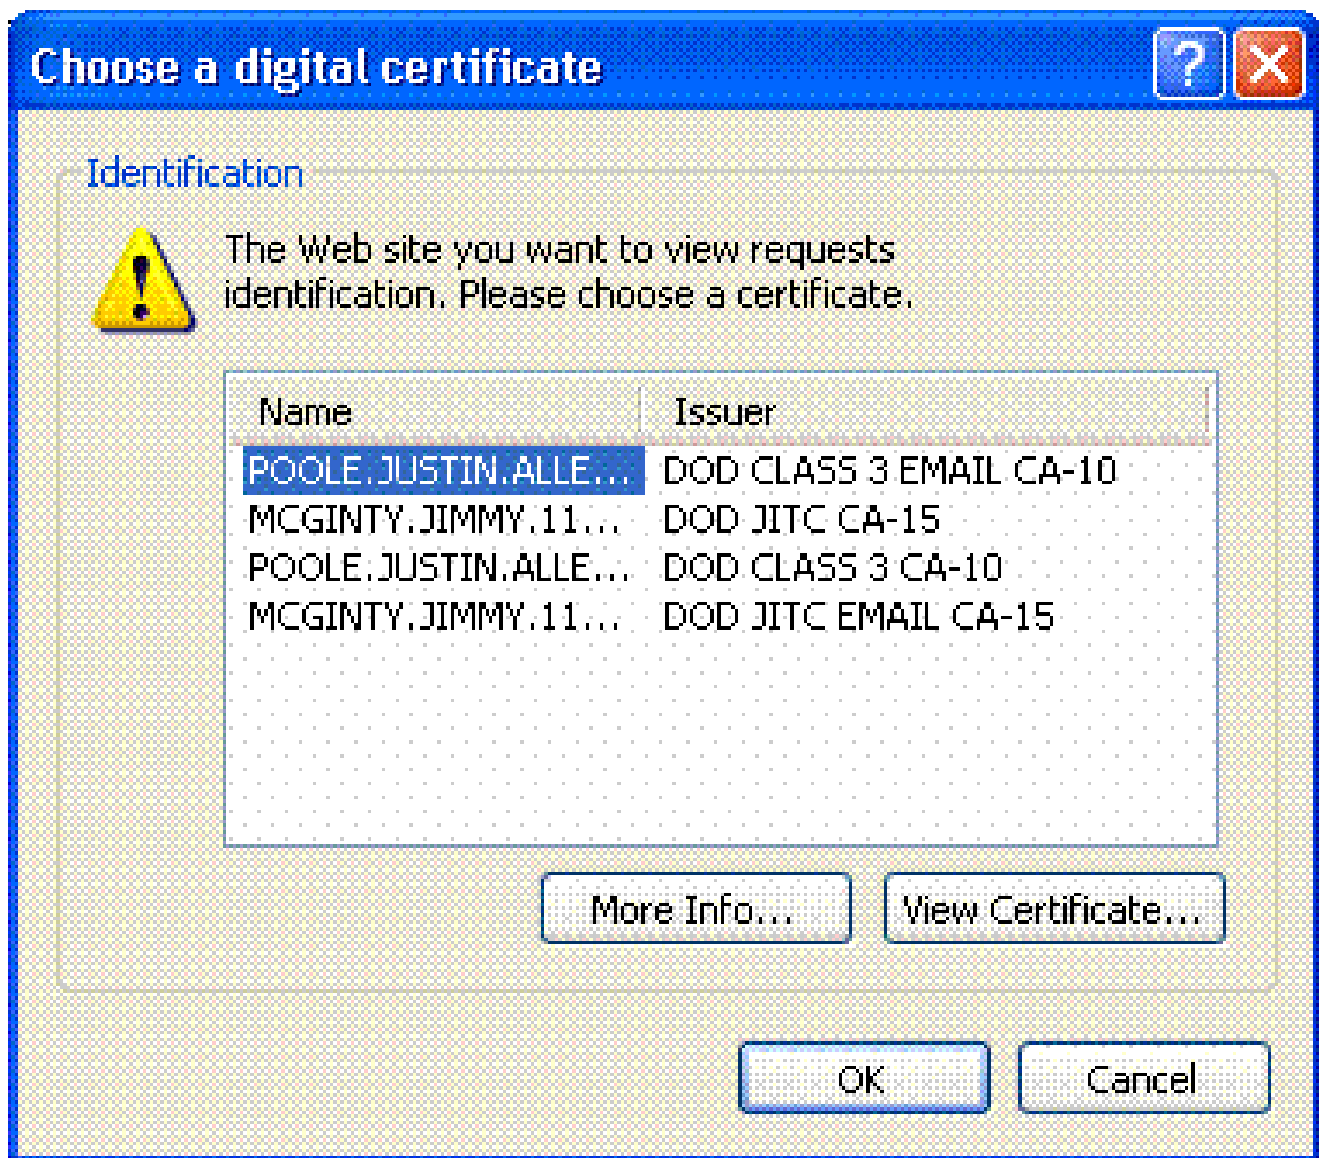 Choose a digital certificate
Identification
The Web site you want to view requests
identification. Please choose a certificate.
Name Issuer
POOLE.JUSTIN.ALLE... DOD CLASS 3 EMAIL CA-10
MCGINTY.JIMMY.11... DOD JITC CA-15
POOLE.JUSTIN.ALLE... DOD CLASS 3 CA-10
MCGINTY.JIMMY.11... DOD JITC EMAIL CA-15
More Info... View Certificate...
OK Cancel